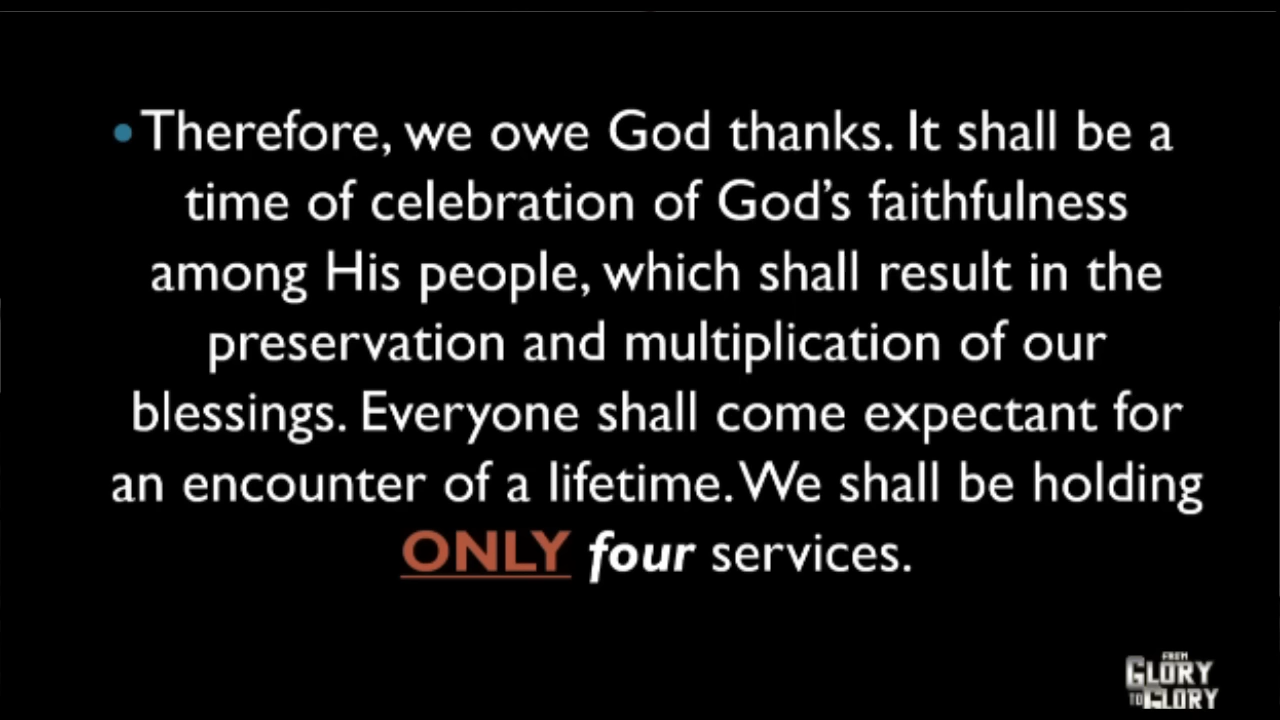 • Therefore, we owe God thanks. It shall be a
time of celebration of God’s faithfulness
among His people, which shall result in the
preservation and multiplication of our
blessings. Everyone shall come expectant for
an encounter of a lifetime. We shall be holding
ONLY four services.
FROM
GLORY
TO GLORY